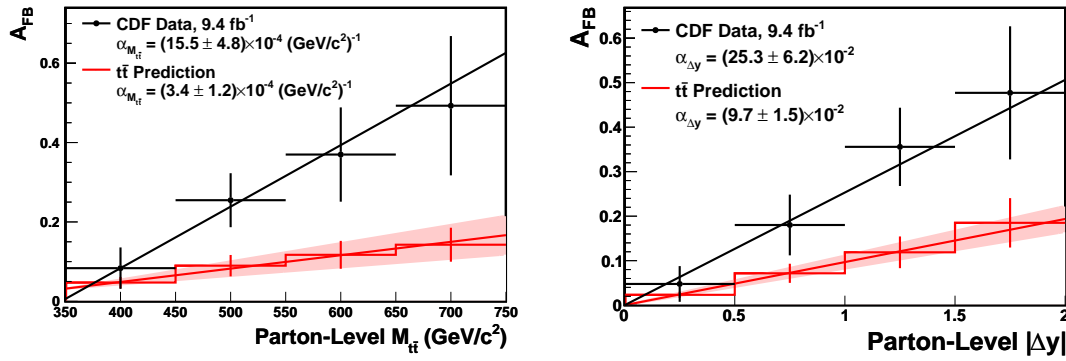 A_FB
CDF Data, 9.4 fb⁻¹
α_M_tt̄ = (15.5 ± 4.8)×10⁻⁴ (GeV/c²)⁻¹
tt̄ Prediction
α_M_tt̄ = (3.4 ± 1.2)×10⁻⁴ (GeV/c²)⁻¹
0.6
0.4
0.2
0
350 400 450 500 550 600 650 700 750
Parton-Level M_tt̄ (GeV/c²)
A_FB
CDF Data, 9.4 fb⁻¹
α_Δy = (25.3 ± 6.2)×10⁻²
tt̄ Prediction
α_Δy = (9.7 ± 1.5)×10⁻²
0.6
0.5
0.4
0.3
0.2
0.1
0
0 0.5 1 1.5 2
Parton-Level |Δy|